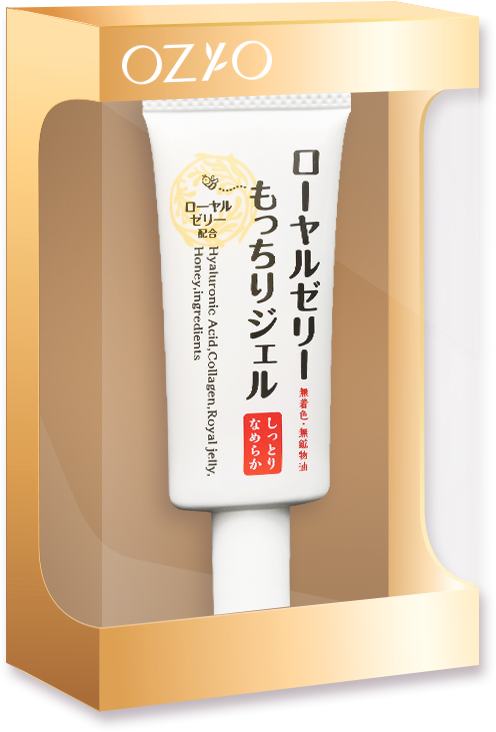 OZIO
ローヤルゼリー
もっちりジェル
ローヤル
ゼリー
配合
Hyaluronic Acid,Collagen,Royal jelly,
Honey,ingredients
無着色・無鉱物油
しっとり
なめらか